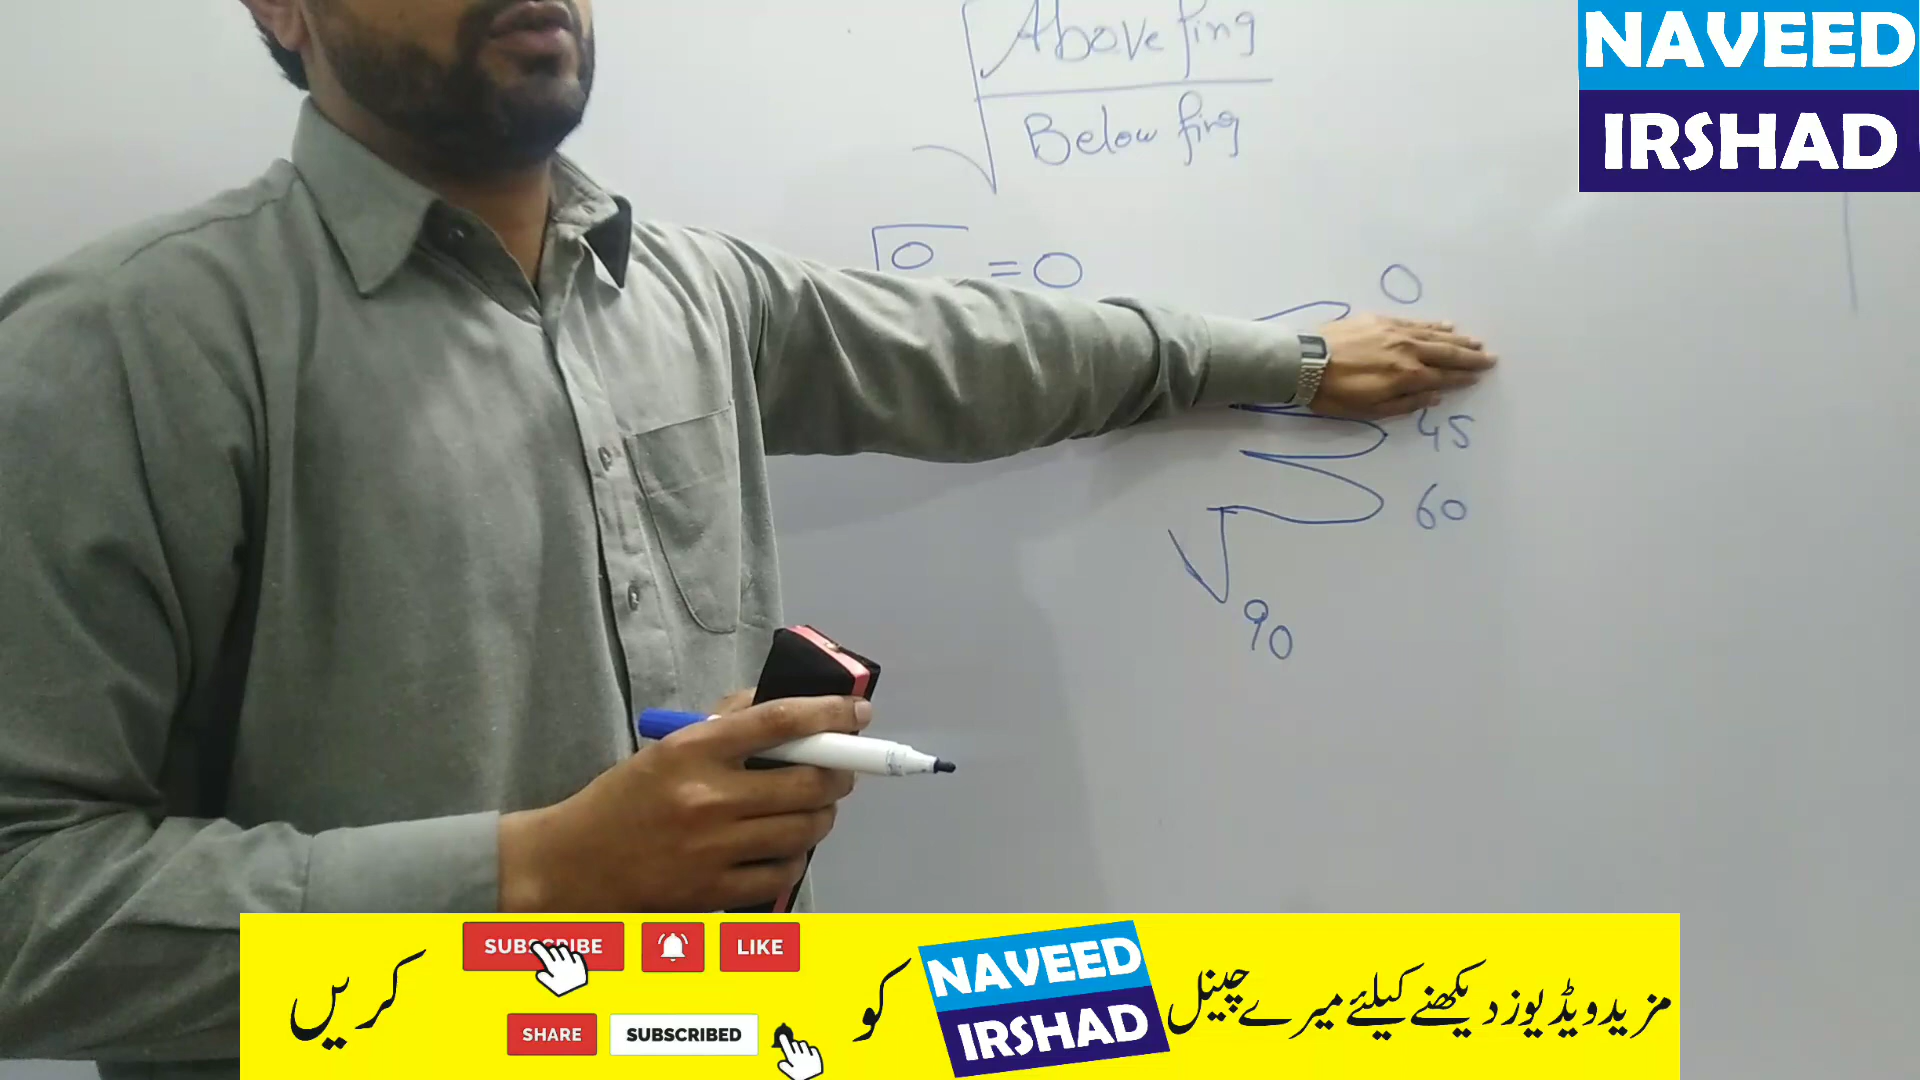 NAVEED
IRSHAD
Above fing
Below fing
√0 = 0
0
45
60
90
SUBSCRIBE
LIKE
SHARE
SUBSCRIBED
مزید ویڈیوز دیکھنے کیلئے میرے چینل NAVEED IRSHAD کو
کریں